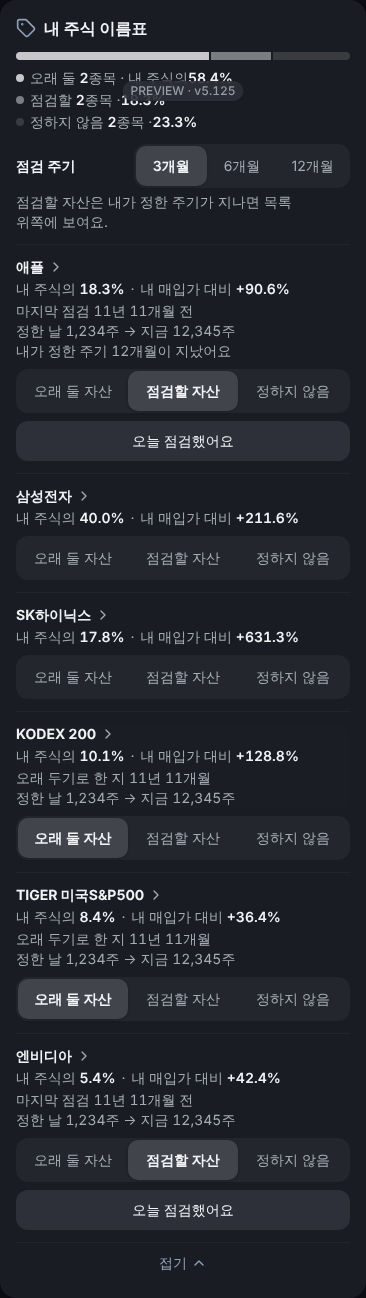 내 주식 이름표
오래 둘 2종목 · 내 주식의58.4%
PREVIEW · v5.125
점검할 2종목 ·18.3%
정하지 않음 2종목 ·23.3%
점검 주기 3개월 6개월 12개월
점검할 자산은 내가 정한 주기가 지나면 목록
위쪽에 보여요.
애플
내 주식의 18.3% · 내 매입가 대비 +90.6%
마지막 점검 11년 11개월 전
정한 날 1,234주 → 지금 12,345주
내가 정한 주기 12개월이 지났어요
오래 둘 자산 점검할 자산 정하지 않음
오늘 점검했어요
삼성전자
내 주식의 40.0% · 내 매입가 대비 +211.6%
오래 둘 자산 점검할 자산 정하지 않음
SK하이닉스
내 주식의 17.8% · 내 매입가 대비 +631.3%
오래 둘 자산 점검할 자산 정하지 않음
KODEX 200
내 주식의 10.1% · 내 매입가 대비 +128.8%
오래 두기로 한 지 11년 11개월
정한 날 1,234주 → 지금 12,345주
오래 둘 자산 점검할 자산 정하지 않음
TIGER 미국S&P500
내 주식의 8.4% · 내 매입가 대비 +36.4%
오래 두기로 한 지 11년 11개월
정한 날 1,234주 → 지금 12,345주
오래 둘 자산 점검할 자산 정하지 않음
엔비디아
내 주식의 5.4% · 내 매입가 대비 +42.4%
마지막 점검 11년 11개월 전
정한 날 1,234주 → 지금 12,345주
오래 둘 자산 점검할 자산 정하지 않음
오늘 점검했어요
접기